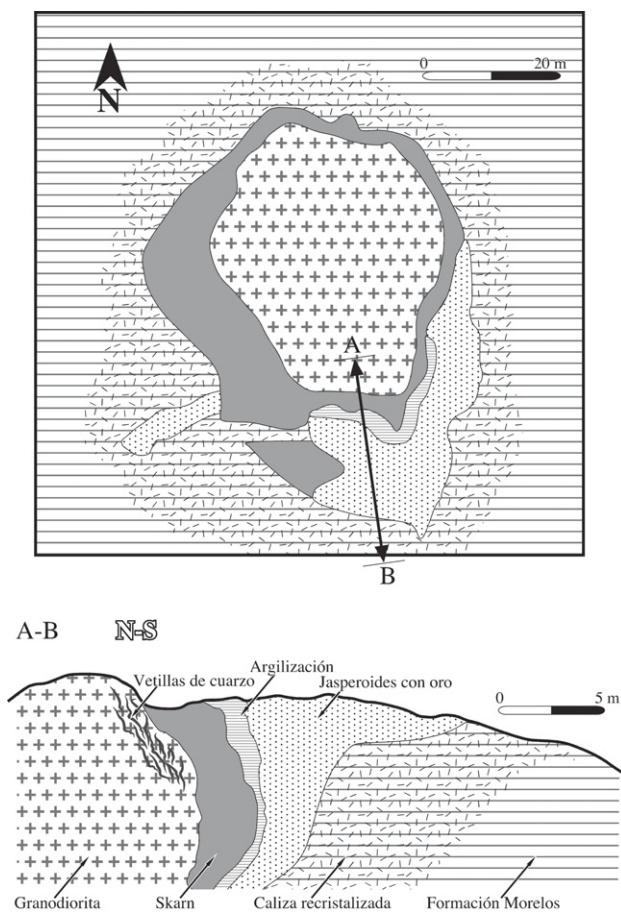 0 20 m
N
A
B
A-B N-S
Vetillas de cuarzo
Argilización
Jasperoides con oro
0 5 m
Granodiorita Skarn Caliza recristalizada Formación Morelos